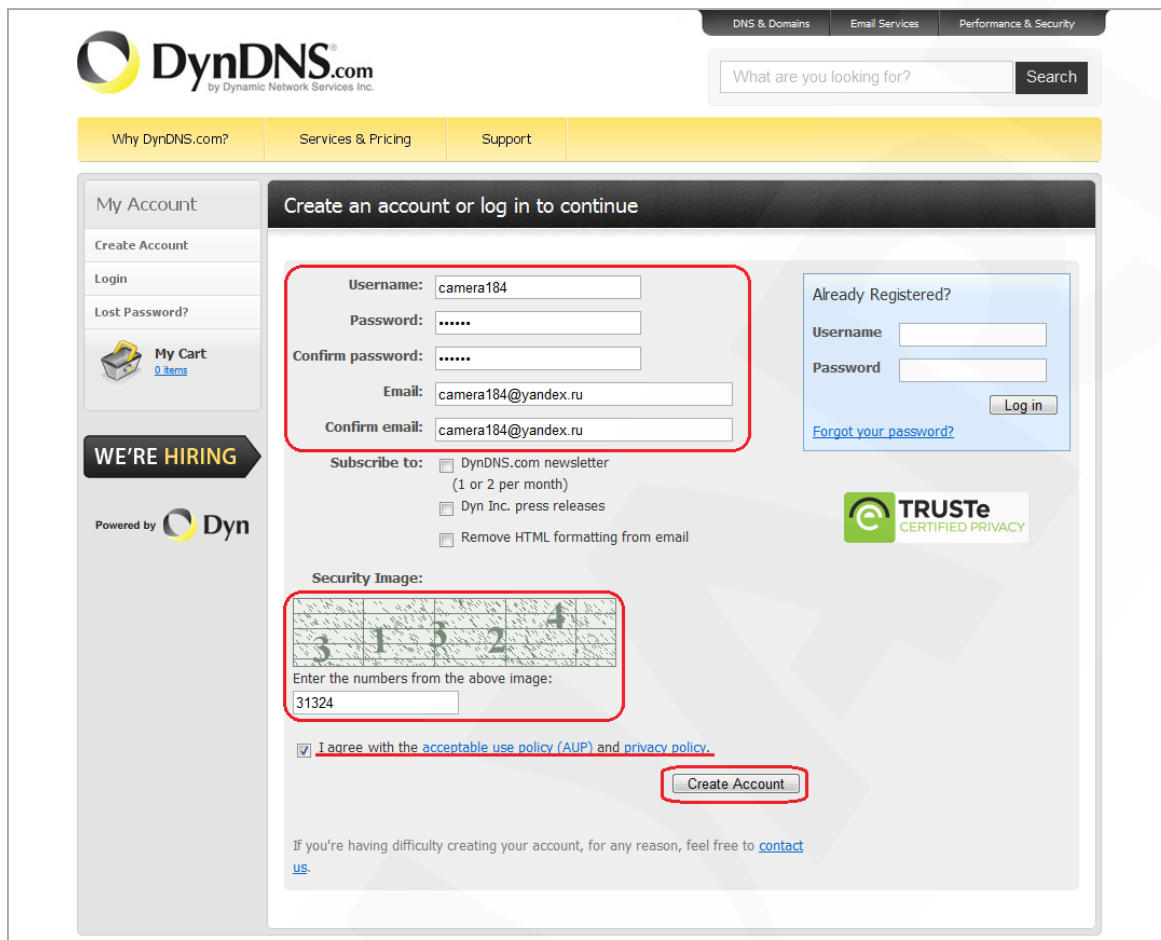 DNS & Domains Email Services Performance & Security
DynDNS.com
by Dynamic Network Services Inc.
What are you looking for? Search
Why DynDNS.com? Services & Pricing Support
My Account
Create Account
Login
Lost Password?
My Cart
0 items
WE'RE HIRING
Powered by Dyn
Create an account or log in to continue
Username: camera184
Password: ••••••
Confirm password: ••••••
Email: camera184@yandex.ru
Confirm email: camera184@yandex.ru
Subscribe to: DynDNS.com newsletter
(1 or 2 per month)
Dyn Inc. press releases
Remove HTML formatting from email
Security Image:
3 1 3 2 4
Enter the numbers from the above image:
31324
I agree with the acceptable use policy (AUP) and privacy policy.
Create Account
If you're having difficulty creating your account, for any reason, feel free to contact
us.
Already Registered?
Username
Password
Log in
Forgot your password?
TRUSTe
CERTIFIED PRIVACY